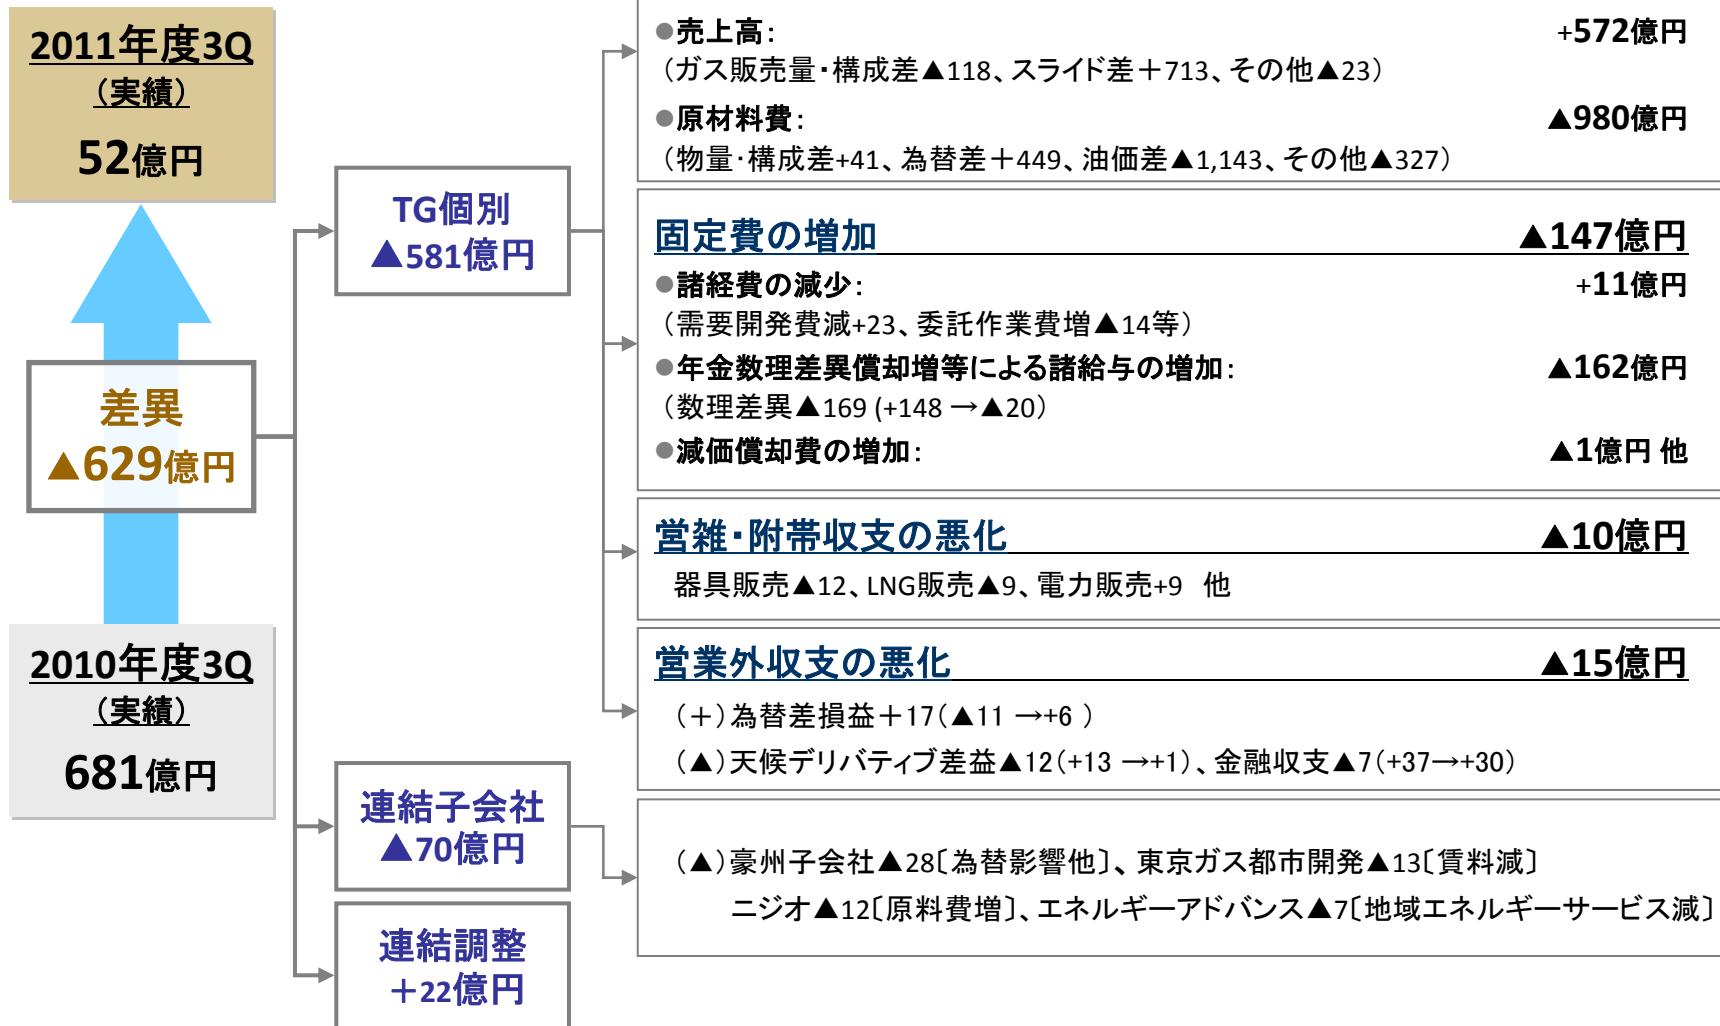 2011年度3Q
（実績）
52億円
差異
▲629億円
2010年度3Q
（実績）
681億円
TG個別
▲581億円
連結子会社
▲70億円
連結調整
＋22億円
●売上高： +572億円
（ガス販売量・構成差▲118、スライド差＋713、その他▲23）
●原材料費： ▲980億円
（物量・構成差+41、為替差＋449、油価差▲1,143、その他▲327）
固定費の増加 ▲147億円
●諸経費の減少： +11億円
（需要開発費減+23、委託作業費増▲14等）
●年金数理差異償却増等による諸給与の増加： ▲162億円
（数理差異▲169 (+148 →▲20）
●減価償却費の増加： ▲1億円 他
営雑・附帯収支の悪化 ▲10億円
器具販売▲12、LNG販売▲9、電力販売+9 他
営業外収支の悪化 ▲15億円
（＋）為替差損益＋17（▲11 →+6 ）
（▲）天候デリバティブ差益▲12（+13 →+1）、金融収支▲7（+37→+30）
（▲）豪州子会社▲28〔為替影響他〕、東京ガス都市開発▲13〔賃料減〕
ニジオ▲12〔原料費増〕、エネルギーアドバンス▲7〔地域エネルギーサービス減〕